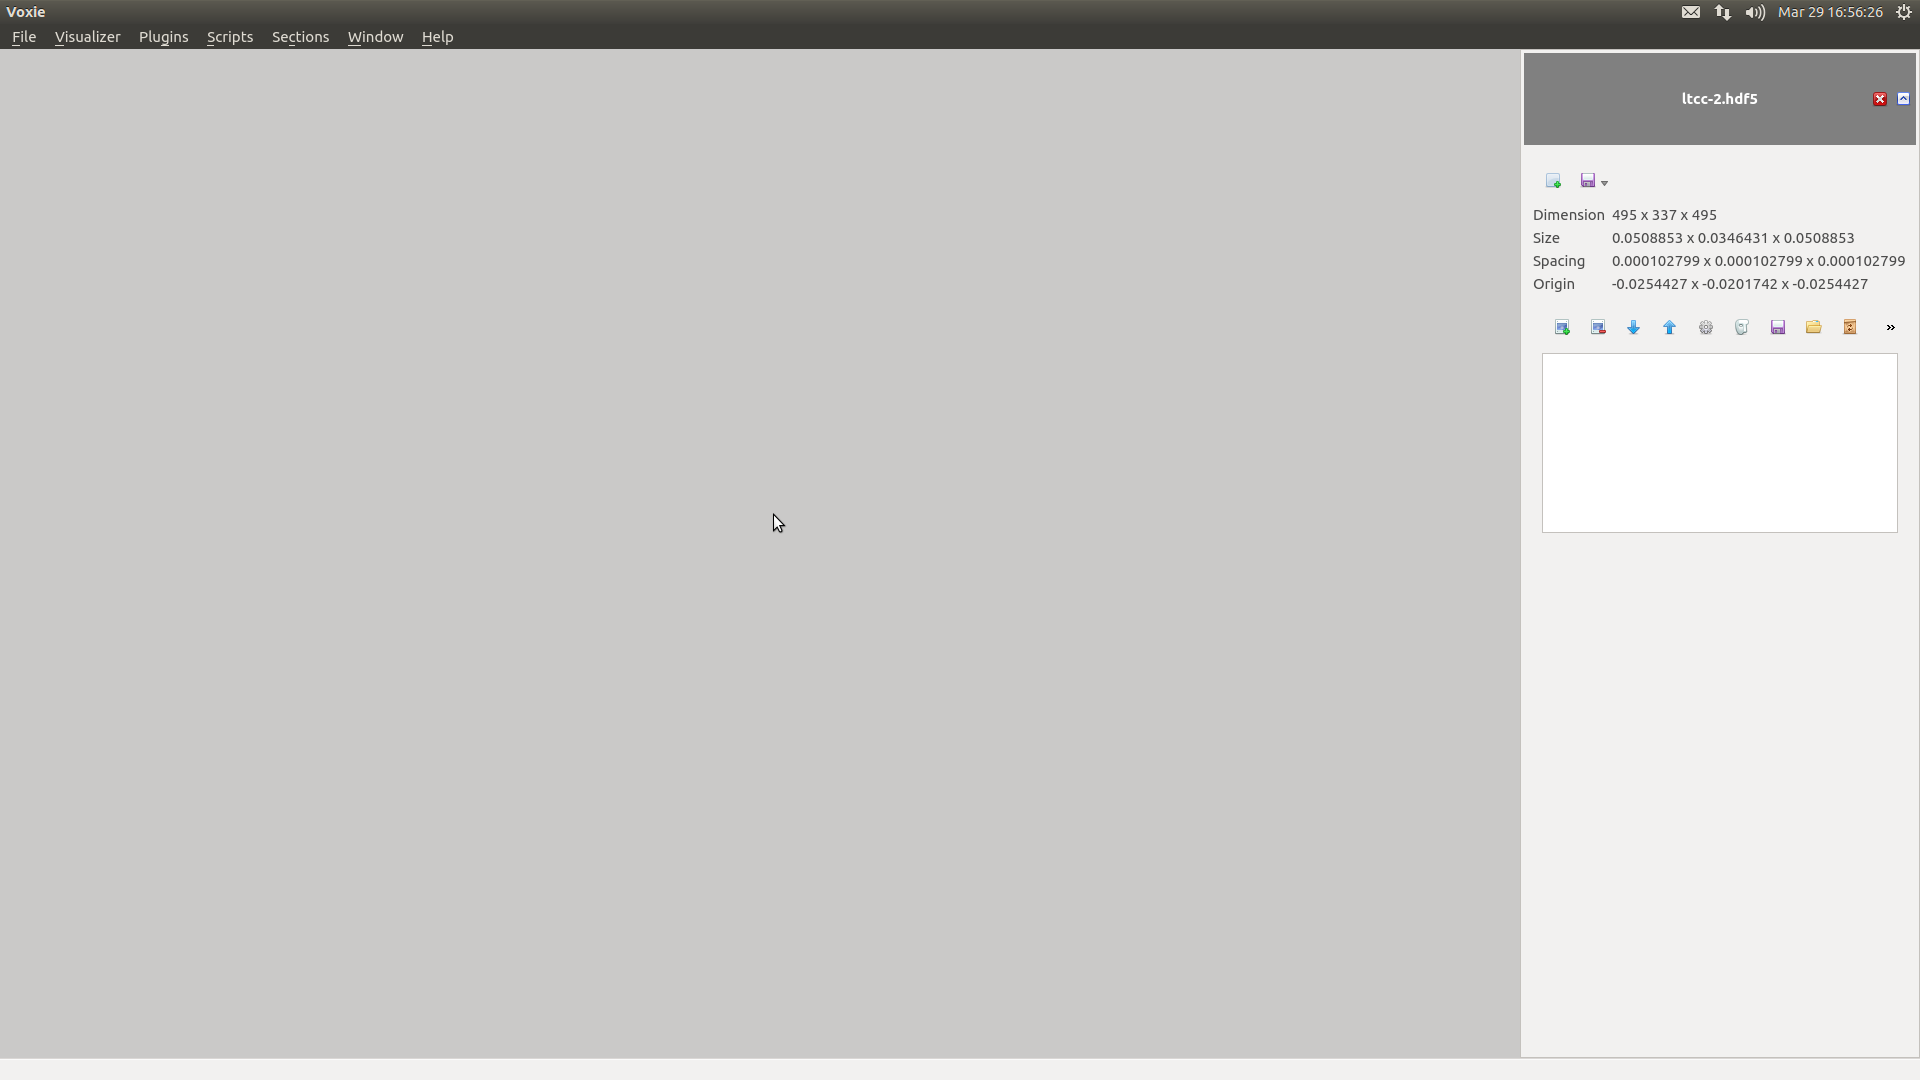 Voxie
Mar 29 16:56:26
File Visualizer Plugins Scripts Sections Window Help
ltcc-2.hdf5
Dimension 495 x 337 x 495
Size 0.0508853 x 0.0346431 x 0.0508853
Spacing 0.000102799 x 0.000102799 x 0.000102799
Origin -0.0254427 x -0.0201742 x -0.0254427
»